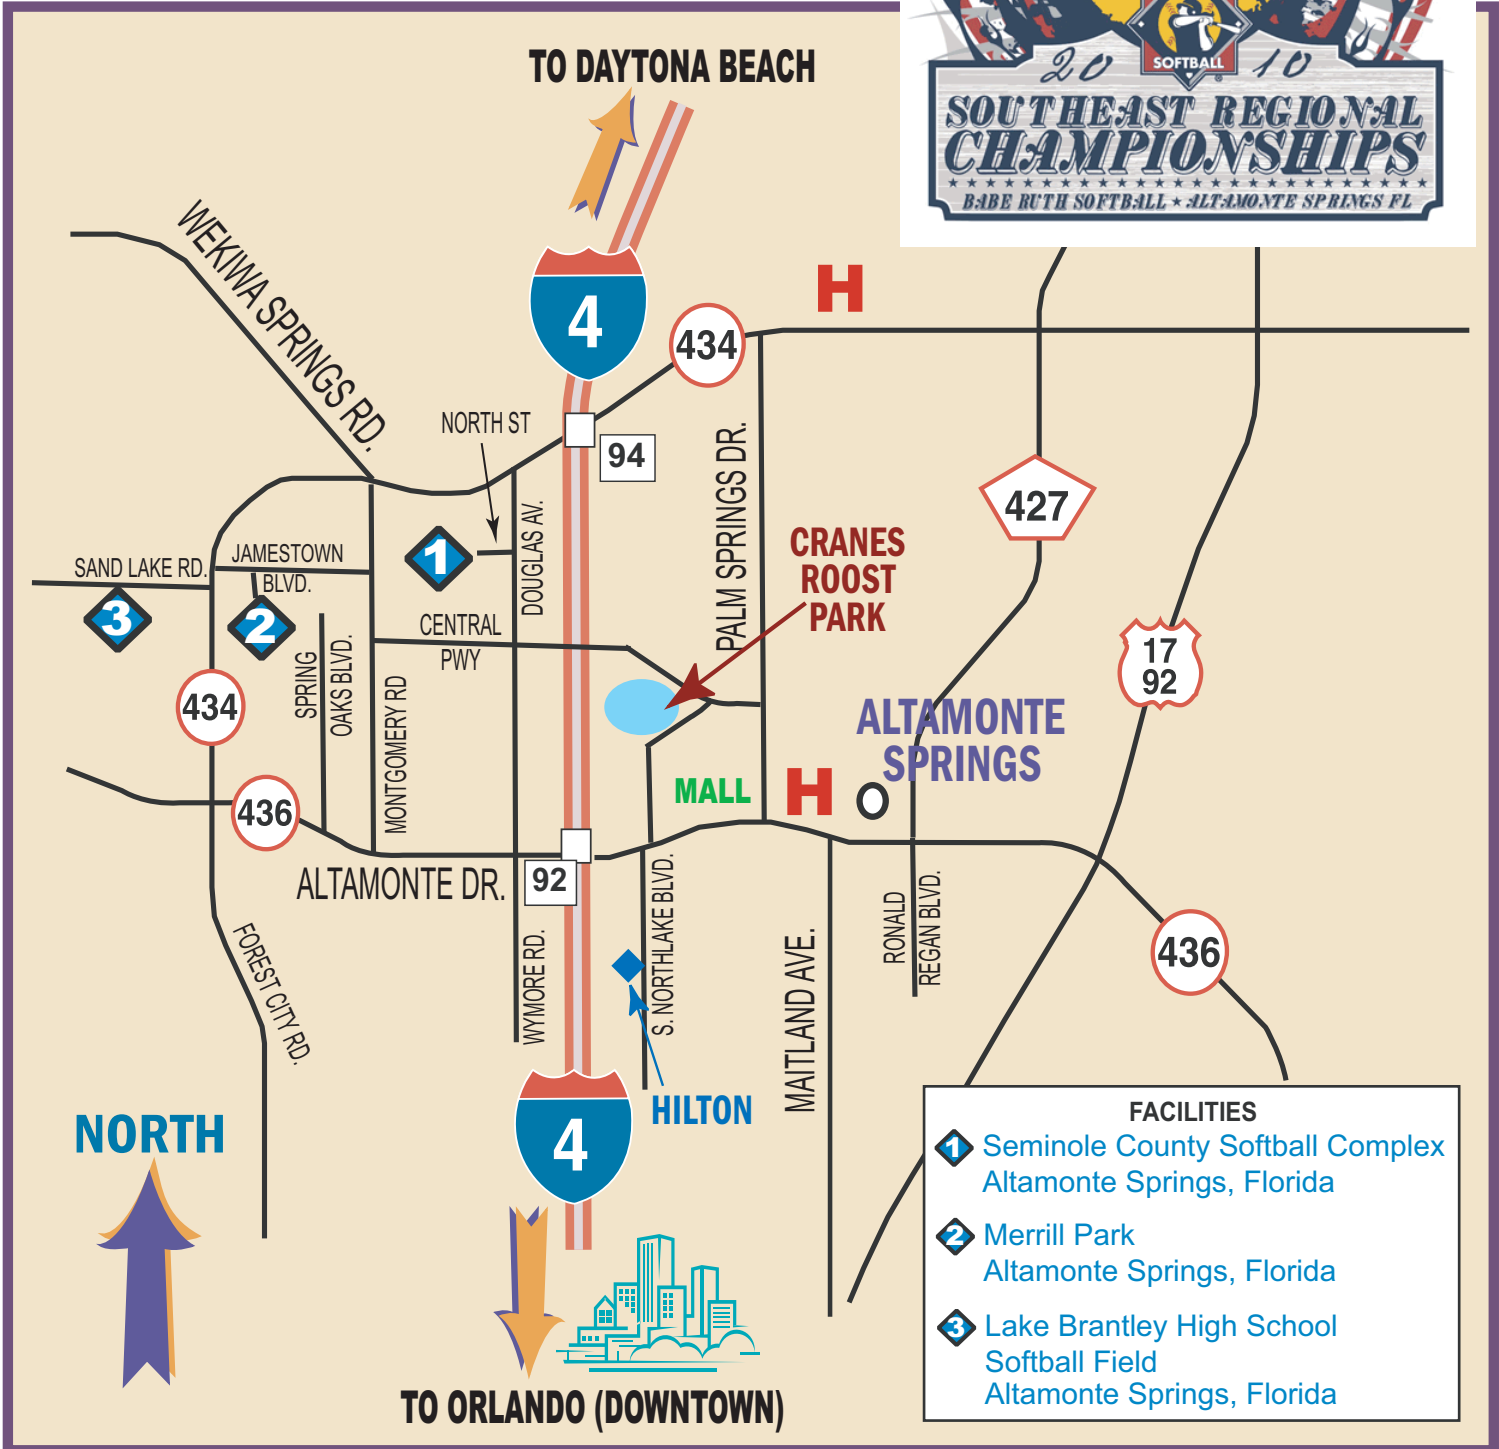 TO DAYTONA BEACH
SOFTBALL
®
2010
SOUTHEAST REGIONAL
CHAMPIONSHIPS
BABE RUTH SOFTBALL ★ ALTAMONTE SPRINGS FL
WEKIWA SPRINGS RD.
4
H
434
NORTH ST
94
PALM SPRINGS DR.
427
DOUGLAS AV.
1
CRANES
ROOST
PARK
SAND LAKE RD.
JAMESTOWN
BLVD.
3
2
CENTRAL
PWY
17
92
SPRING
OAKS BLVD.
MONTGOMERY RD
434
ALTAMONTE
SPRINGS
MALL
H
436
ALTAMONTE DR.
92
FOREST CITY RD.
WYMORE RD.
S. NORTHLAKE BLVD.
MAITLAND AVE.
RONALD
REGAN BLVD.
436
HILTON
NORTH
4
TO ORLANDO (DOWNTOWN)
FACILITIES
1 Seminole County Softball Complex
Altamonte Springs, Florida
2 Merrill Park
Altamonte Springs, Florida
3 Lake Brantley High School
Softball Field
Altamonte Springs, Florida